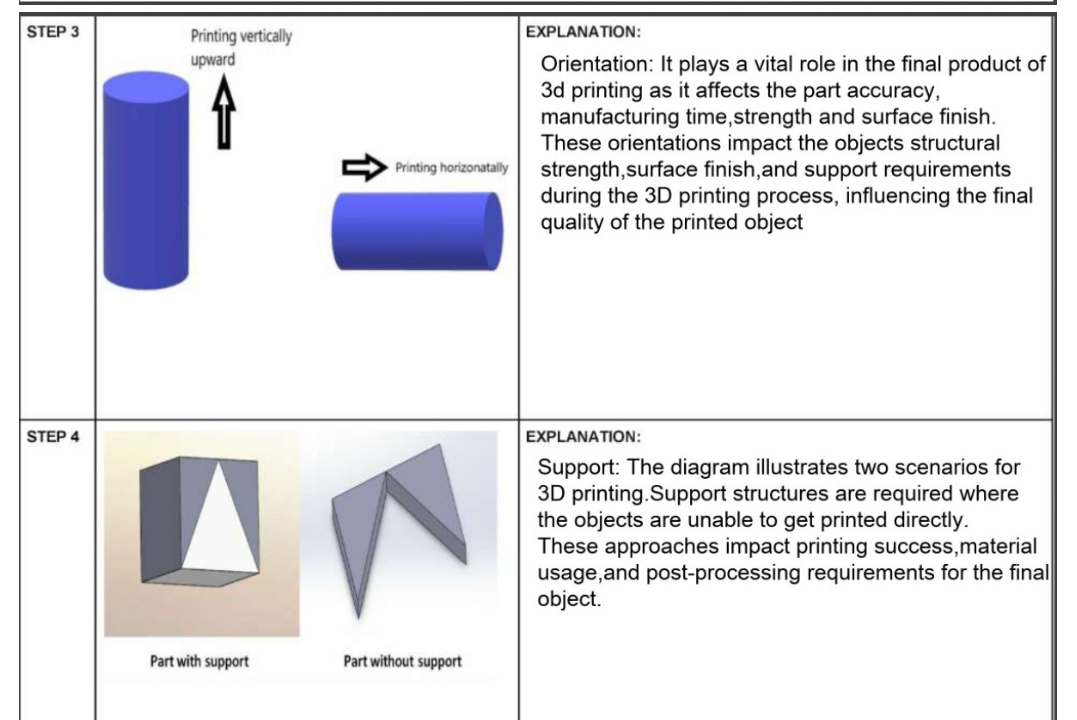 STEP 3
Printing vertically
upward
Printing horizonatally
EXPLANATION:
Orientation: It plays a vital role in the final product of
3d printing as it affects the part accuracy,
manufacturing time,strength and surface finish.
These orientations impact the objects structural
strength,surface finish,and support requirements
during the 3D printing process, influencing the final
quality of the printed object
STEP 4
Part with support
Part without support
EXPLANATION:
Support: The diagram illustrates two scenarios for
3D printing.Support structures are required where
the objects are unable to get printed directly.
These approaches impact printing success,material
usage,and post-processing requirements for the final
object.